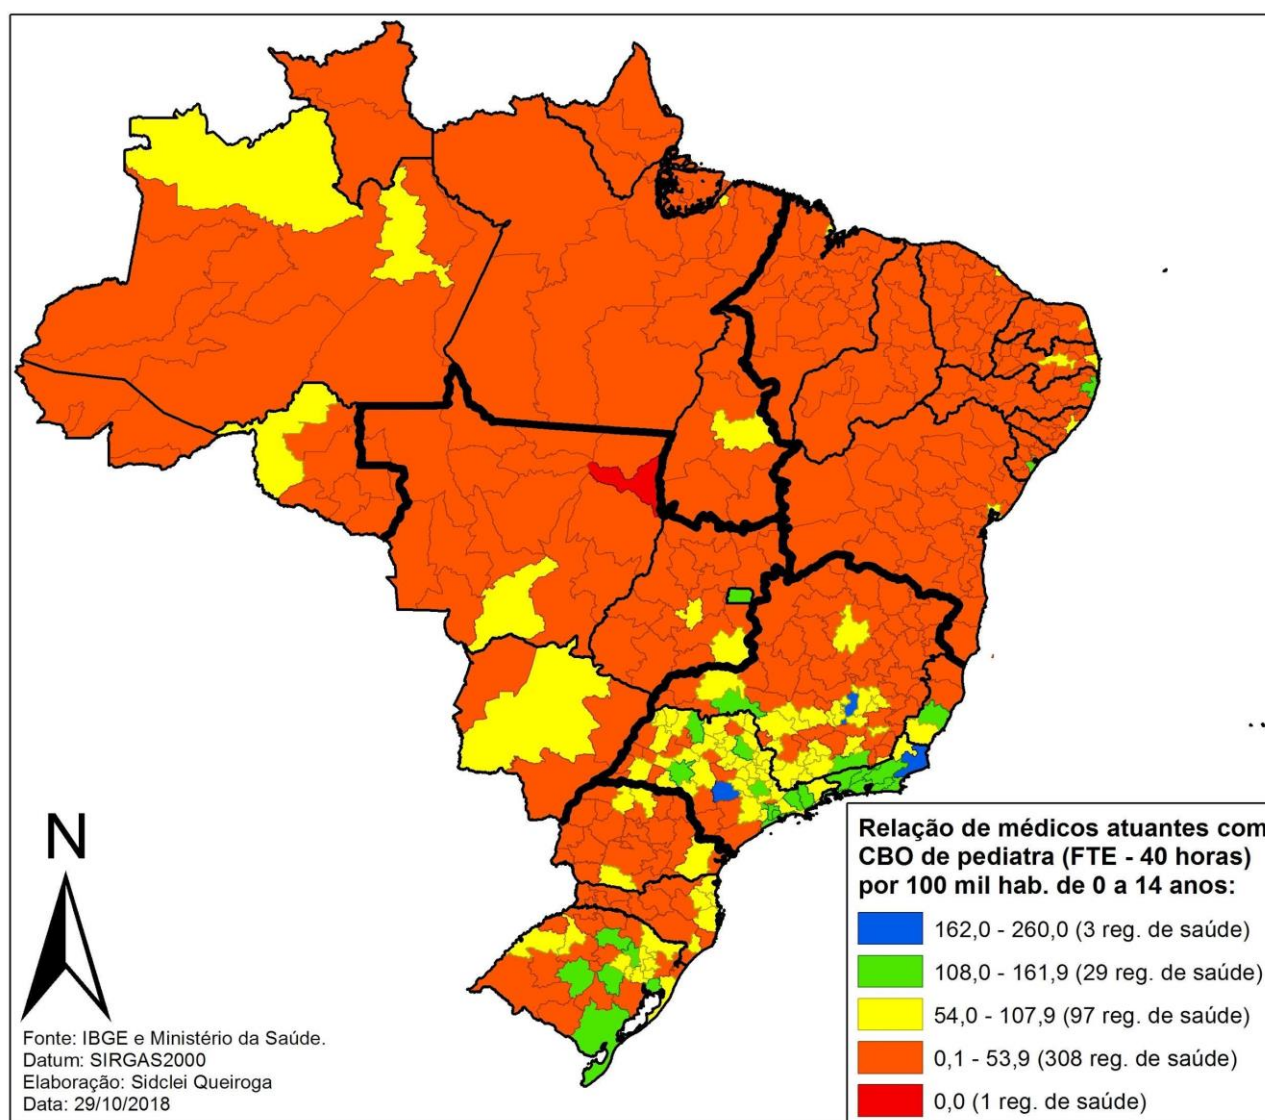 N
Fonte: IBGE e Ministério da Saúde.
Datum: SIRGAS2000
Elaboração: Sidclei Queiroga
Data: 29/10/2018
Relação de médicos atuantes com
CBO de pediatra (FTE - 40 horas)
por 100 mil hab. de 0 a 14 anos:
162,0 - 260,0 (3 reg. de saúde)
108,0 - 161,9 (29 reg. de saúde)
54,0 - 107,9 (97 reg. de saúde)
0,1 - 53,9 (308 reg. de saúde)
0,0 (1 reg. de saúde)